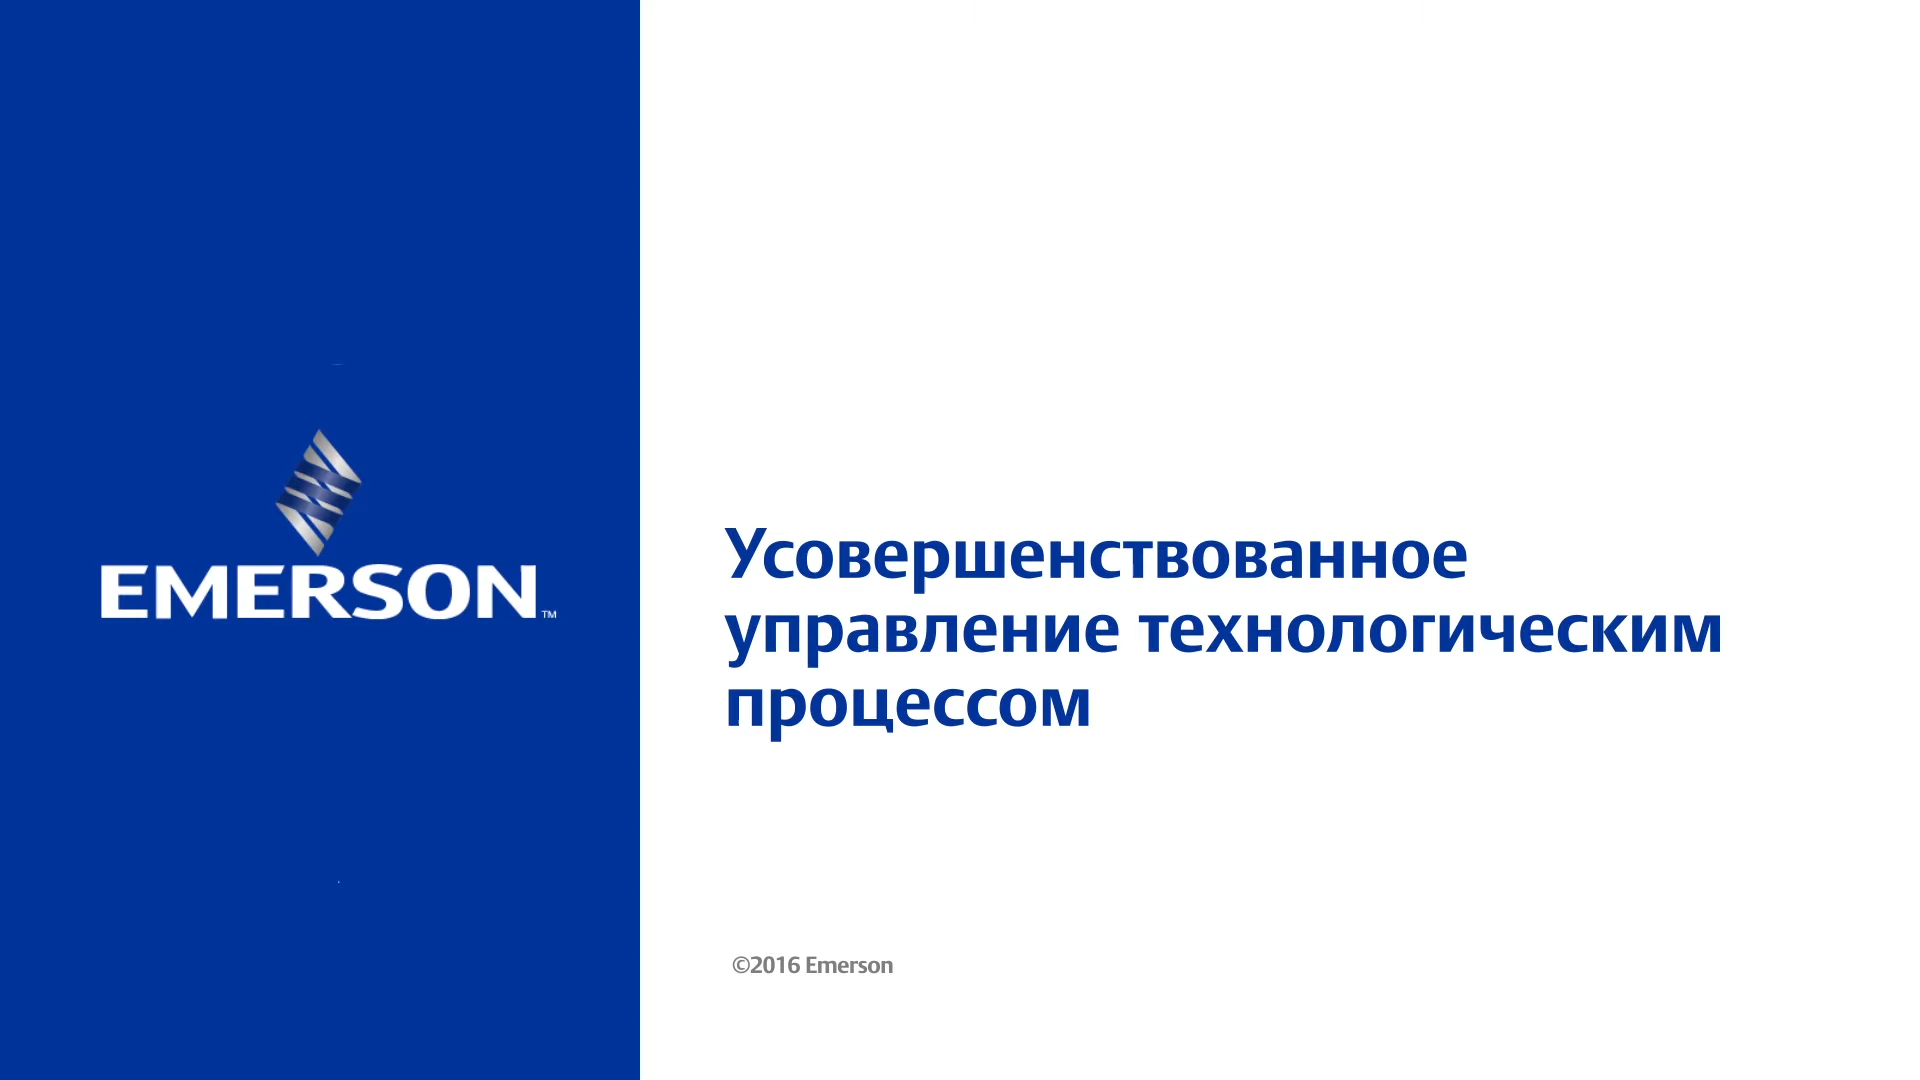 EMERSON™
Усовершенствованное
управление технологическим
процессом
©2016 Emerson